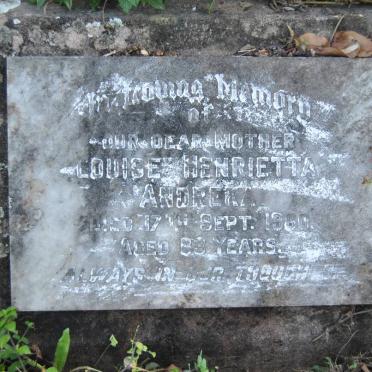 In Loving Memory
of
OUR DEAR MOTHER
LOUISE HENRIETTA
DIED 17TH SEPT. 1960
AGED 83 YEARS.
ALWAYS IN OUR THOUGHTS